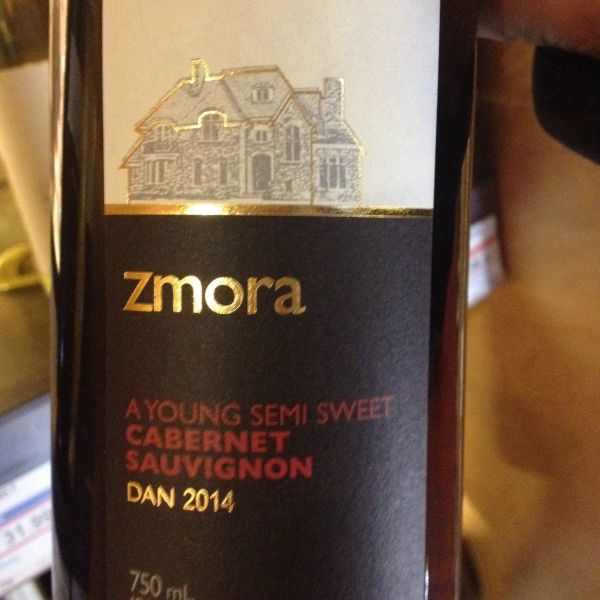 Zmora
A YOUNG SEMI SWEET
CABERNET
SAUVIGNON
DAN 2014
750 ml